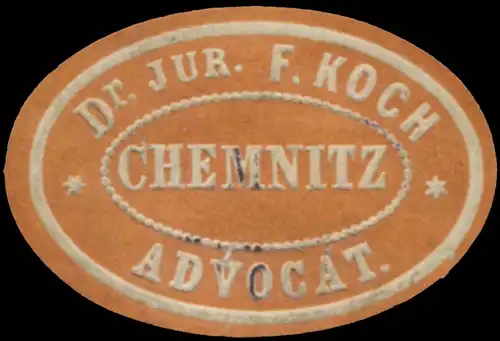 Dr. JUR. F. KOCH
CHEMNITZ
ADVOCAT.